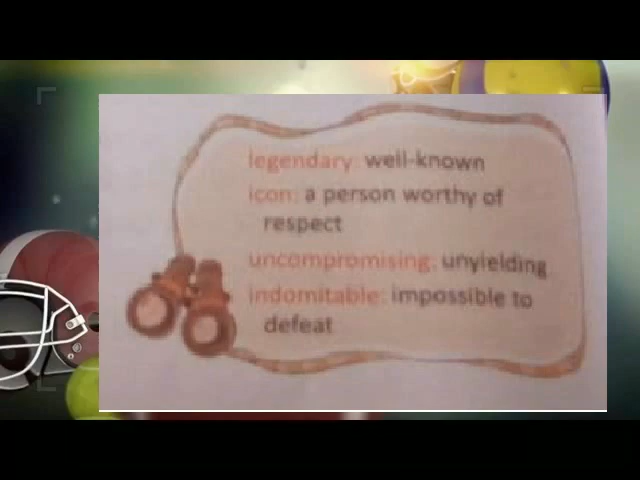 legendary: well-known
icon: a person worthy of
respect
uncompromising: unyielding
indomitable: impossible to
defeat